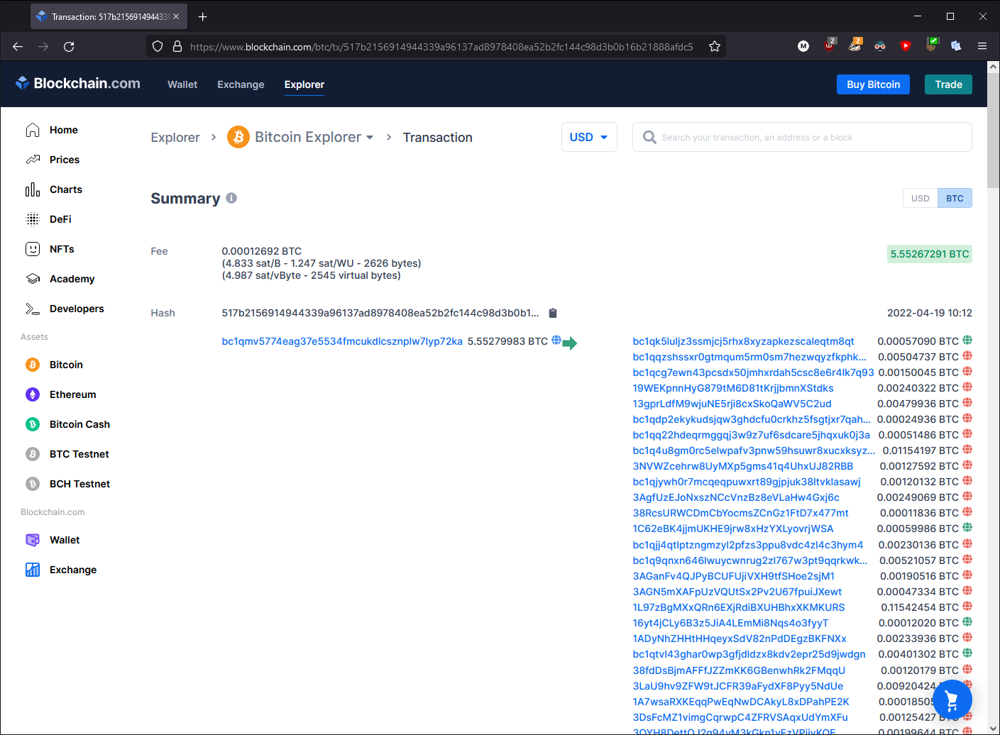 Transaction: 517b2156914944339
https://www.blockchain.com/btc/tx/517b2156914944339a96137ad8978408ea52b2fc144c98d3b0b16b21888afdc5
M
2
2
Blockchain.com
Wallet
Exchange
Explorer
Buy Bitcoin
Trade
Home
Prices
Charts
DeFi
NFTs
Academy
Developers
Assets
Bitcoin
Ethereum
Bitcoin Cash
BTC Testnet
BCH Testnet
Blockchain.com
Wallet
Exchange
Explorer > Bitcoin Explorer > Transaction
USD
Search your transaction, an address or a block
Summary
USD BTC
Fee
0.00012692 BTC
(4.833 sat/B - 1.247 sat/WU - 2626 bytes)
(4.987 sat/vByte - 2545 virtual bytes)
5.55267291 BTC
Hash
517b2156914944339a96137ad8978408ea52b2fc144c98d3b0b1...
2022-04-19 10:12
bc1qmv5774eag37e5534fmcukdlcsznplw7lyp72ka 5.55279983 BTC
bc1qk5luljz3ssmjcj5rhx8xyzapkezscaleqtm8qt 0.00057090 BTC
bc1qqzshssxr0gtmqum5rm0sm7hezwqyzfkphk... 0.00504737 BTC
bc1qcg7ewn43pcsdx50jmhxrdah5csc8e6r4lk7q93 0.00150045 BTC
19WEKpnnHyG879tM6D81tKrjjbmnXStdks 0.00240322 BTC
13gprLdfM9wjuNE5rji8cxSkoQaWV5C2ud 0.00479936 BTC
bc1qdp2ekykudsjqw3ghdcfu0crkhz5fsgtjxr7qah... 0.00024936 BTC
bc1qq22hdeqrmggqj3w9z7uf6sdcare5jhqxuk0j3a 0.00051486 BTC
bc1q4u8gm0rc5elwpafv3pnw59hsuwr8xucxksyz... 0.01154197 BTC
3NVWZcehrw8UyMXp5gms41q4UhxUJ82RBB 0.00127592 BTC
bc1qjywh0r7mcqeqpuwxrt89gjpjuk38ltvklasawj 0.00120132 BTC
3AgfUzEJoNxszNCcVnzBz8eVLaHw4Gxj6c 0.00249069 BTC
38RcsURWCDmCbYocmsZCnGz1FtD7x477mt 0.00011836 BTC
1C62eBK4jjmUKHE9jrw8xHzYXLyovrjWSA 0.00059986 BTC
bc1qjj4qtlptzngmzyl2pfzs3ppu8vdc4zl4c3hym4 0.00230136 BTC
bc1q9qnxn646lwuycwnrug2zl767w3pt9qqrkwk... 0.00521057 BTC
3AGanFv4QJPyBCUFUjiVXH9tfSHoe2sjM1 0.00190516 BTC
3AGN5mXAFpUzVQUtSx2Pv2U67fpuiJXewt 0.00047334 BTC
1L97zBgMXxQRn6EXjRdiBXUHBhxXKMKURS 0.11542454 BTC
16yt4jCLy6B3z5JiA4LEmMi8Nqs4o3fyyT 0.00012020 BTC
1ADyNhZHHtHHqeyxSdV82nPdDEgzBKFNXx 0.00233936 BTC
bc1qtvl43ghar0wp3gfjdldzx8kdv2epr25d9jwdgn 0.00401302 BTC
38fdDsBjmAFFfJZZmKK6GBenwhRk2FMqqU 0.00120179 BTC
3LaU9hv9ZFW9tJCFR39aFydXF8Pyy5NdUe 0.00920424
1A7wsaRXKEqqPwEqNwDCAkyL8xDPahPE2K 0.0001850
3DsFcMZ1vimgCqrwpC4ZFRVSAqxUdYmXFu 0.00125427 BTC
0.00199644 BTC